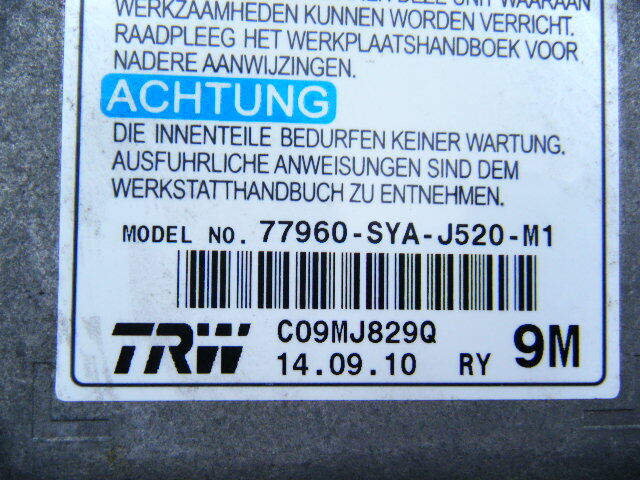 WERKZAAMHEDEN KUNNEN WORDEN VERRICHT.
RAADPLEEG HET WERKPLAATSHANDBOEK VOOR
NADERE AANWIJZINGEN.
ACHTUNG
DIE INNENTEILE BEDURFEN KEINER WARTUNG.
AUSFUHRLICHE ANWEISUNGEN SIND DEM
WERKSTATTHANDBUCH ZU ENTNEHMEN.
MODEL NO. 77960-SYA-J520-M1
TRW C09MJ829Q 9M
14.09.10 RY